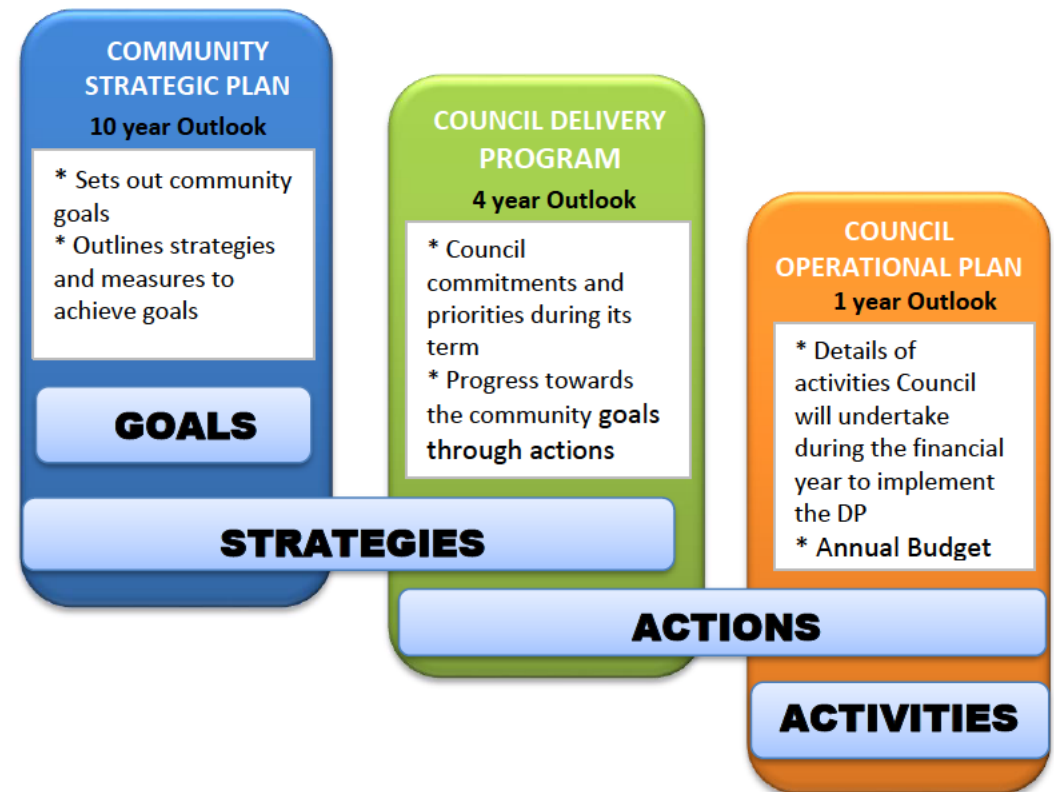 COMMUNITY
STRATEGIC PLAN
10 year Outlook
* Sets out community
goals
* Outlines strategies
and measures to
achieve goals
GOALS
COUNCIL DELIVERY
PROGRAM
4 year Outlook
* Council
commitments and
priorities during its
term
* Progress towards
the community goals
through actions
COUNCIL
OPERATIONAL PLAN
1 year Outlook
* Details of
activities Council
will undertake
during the financial
year to implement
the DP
* Annual Budget
STRATEGIES
ACTIONS
ACTIVITIES